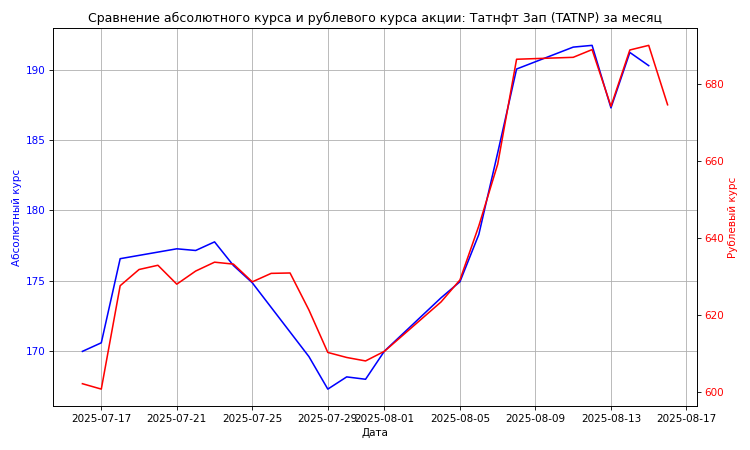 Сравнение абсолютного курса и рублевого курса акции: Татнфт 3ап (TATNP) за месяц
190
185
180
175
170
Абсолютный курс
680
660
640
620
600
Рублевый курс
2025-07-17 2025-07-21 2025-07-25 2025-07-29 2025-08-01 2025-08-05 2025-08-09 2025-08-13 2025-08-17
Дата